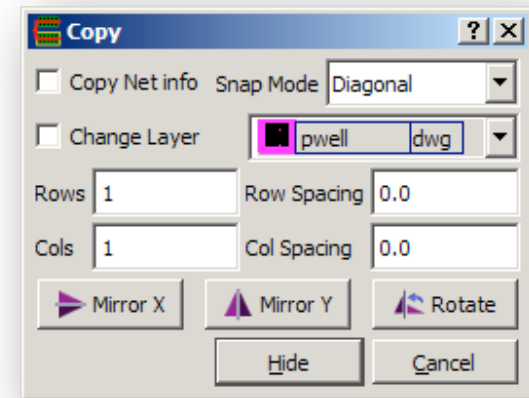 Copy
Copy Net info Snap Mode Diagonal
Change Layer pwell dwg
Rows 1 Row Spacing 0.0
Cols 1 Col Spacing 0.0
Mirror X Mirror Y Rotate
Hide Cancel